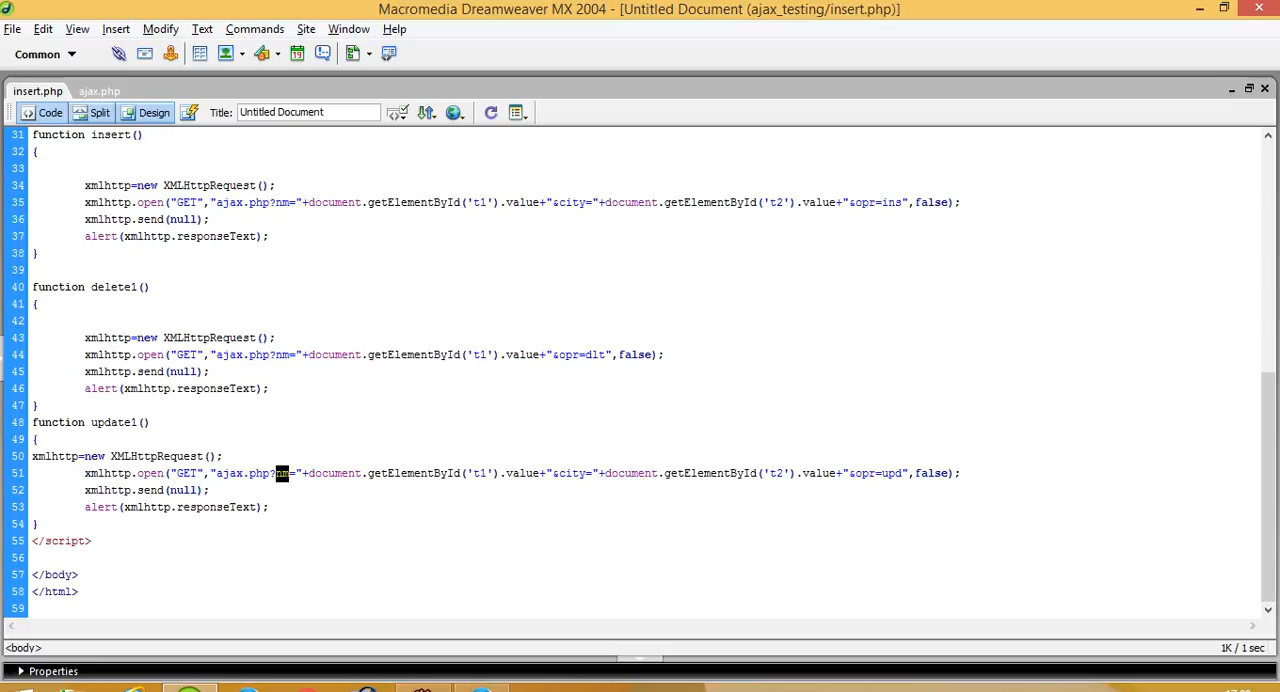 Macromedia Dreamweaver MX 2004 - [Untitled Document (ajax_testing/insert.php)]
File Edit View Insert Modify Text Commands Site Window Help
Common
insert.php ajax.php
Code Split Design Title: Untitled Document
31 function insert()
32 {
33
34 xmlhttp=new XMLHttpRequest();
35 xmlhttp.open("GET","ajax.php?nm="+document.getElementById('t1').value+"&city="+document.getElementById('t2').value+"&opr=ins",false);
36 xmlhttp.send(null);
37 alert(xmlhttp.responseText);
38 }
39
40 function delete1()
41 {
42
43 xmlhttp=new XMLHttpRequest();
44 xmlhttp.open("GET","ajax.php?nm="+document.getElementById('t1').value+"&opr=dlt",false);
45 xmlhttp.send(null);
46 alert(xmlhttp.responseText);
47 }
48 function update1()
49 {
50 xmlhttp=new XMLHttpRequest();
51 xmlhttp.open("GET","ajax.php?nm="+document.getElementById('t1').value+"&city="+document.getElementById('t2').value+"&opr=upd",false);
52 xmlhttp.send(null);
53 alert(xmlhttp.responseText);
54 }
55 </script>
56
57 </body>
58 </html>
59
<body> 1K / 1 sec
Properties